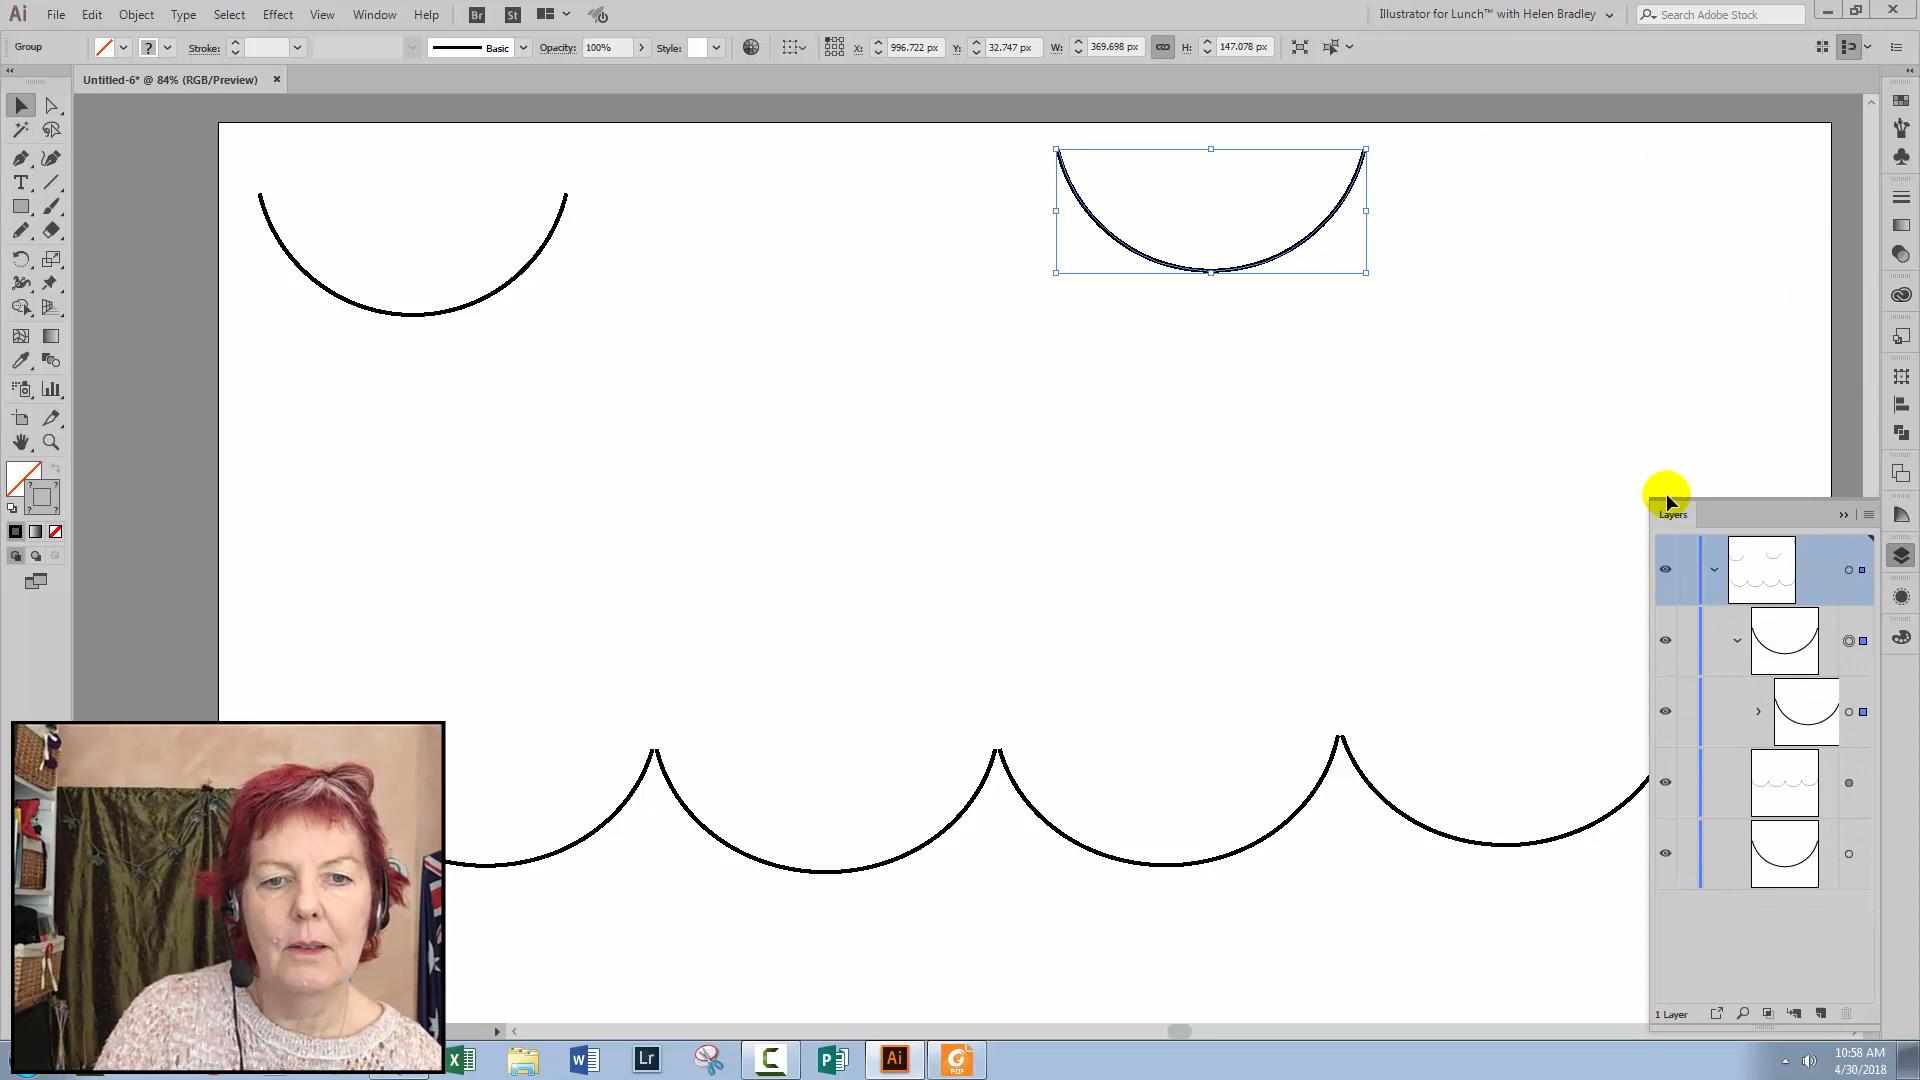 Ai File Edit Object Type Select Effect View Window Help Br St Illustrator for Lunch™ with Helen Bradley Search Adobe Stock
Group ? Stroke: Basic Opacity: 100% Style: X: 996.722 px Y: 32.747 px W: 369.698 px H: 147.078 px
Untitled-6* @ 84% (RGB/Preview)
T
? ?
? ?
Layers
1 Layer
Lr Ai PDF
10:58 AM
4/30/2018